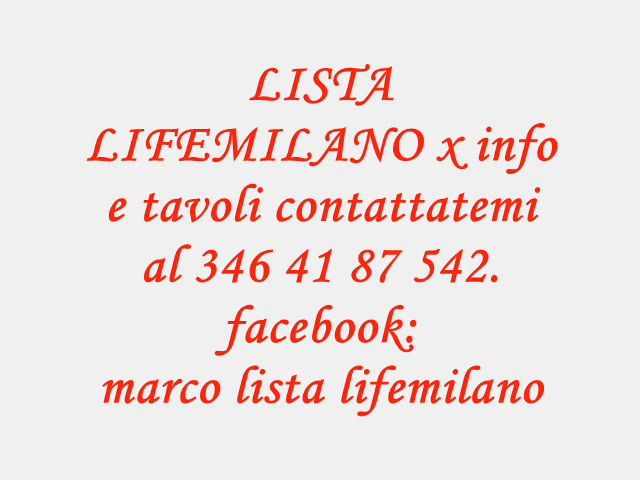 LISTA
LIFEMILANO x info
e tavoli contattatemi
al 346 41 87 542.
facebook:
marco lista lifemilano